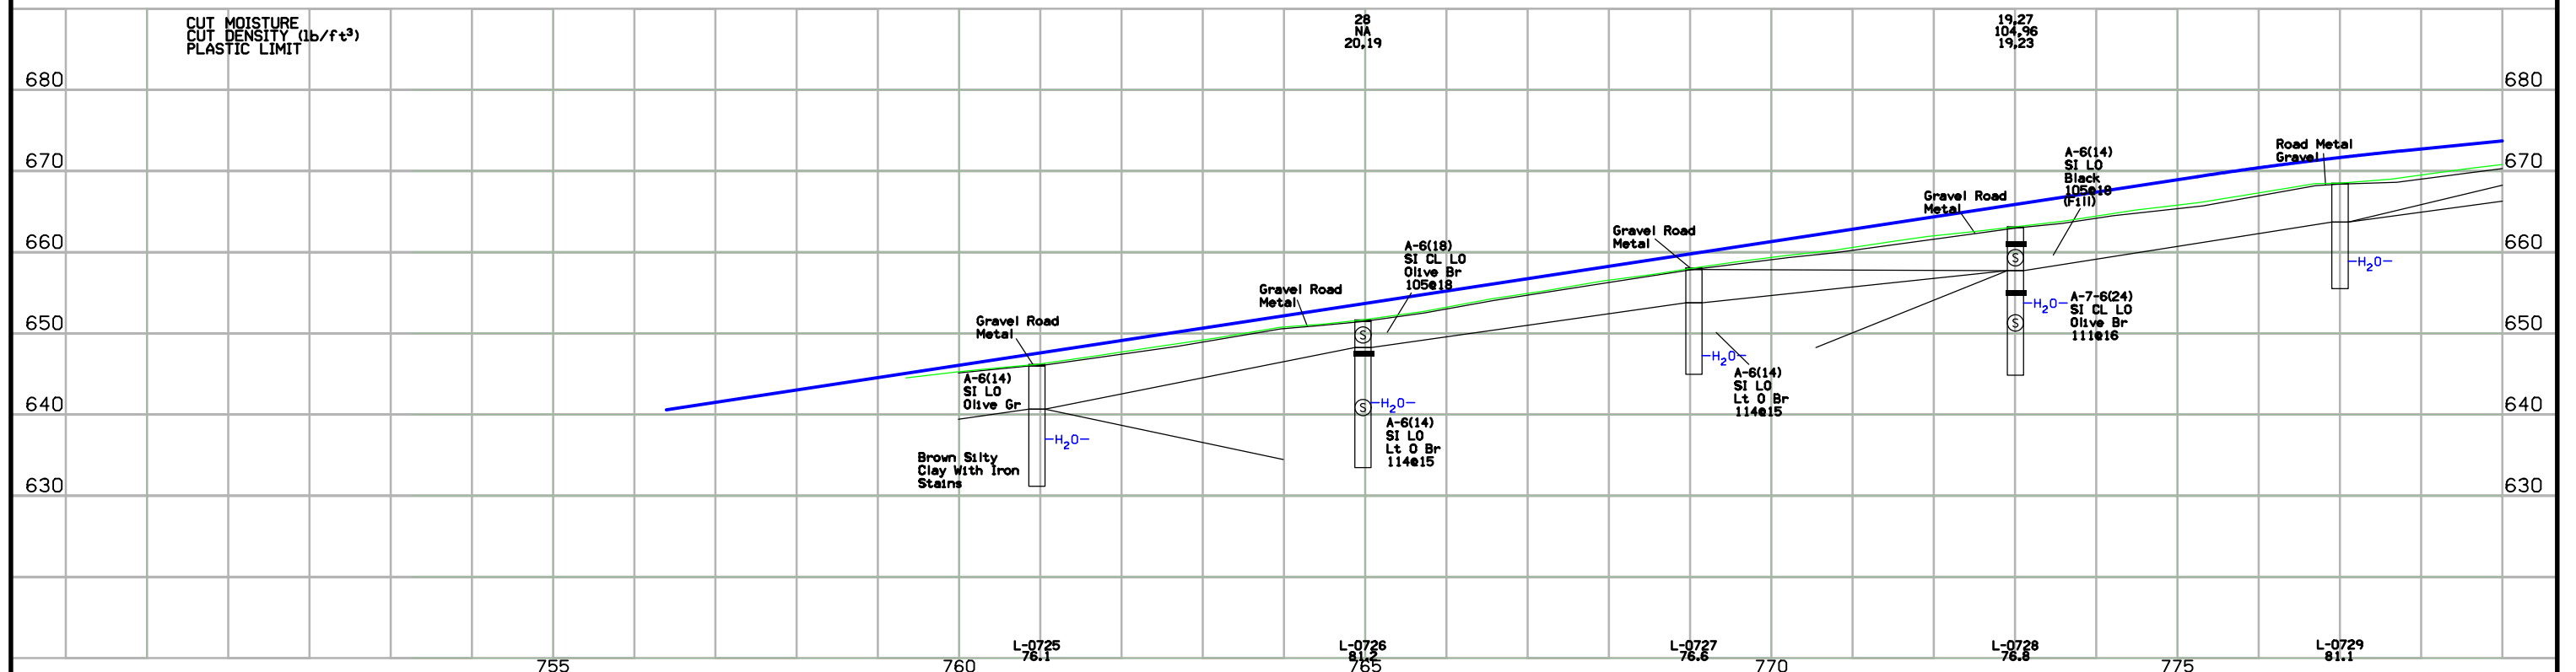 CUT MOISTURE
CUT DENSITY (lb/ft³)
PLASTIC LIMIT
28
NA
20,19
19,27
104,96
19,23
680
680
670
670
660
660
650
650
640
640
630
630
A-6(14)
SI LO
Olive Gr
Gravel Road
Metal
Brown Silty
Clay With Iron
Stains
H₂O
Gravel Road
Metal
A-6(18)
SI CL LO
Olive Br
105@18
S
S
H₂O
A-6(14)
SI LO
Lt O Br
114@15
Gravel Road
Metal
H₂O
A-6(14)
SI LO
Lt O Br
114@15
Gravel Road
Metal
A-6(14)
SI LO
Black
105@19
(Fill)
S
S
H₂O
A-7-6(24)
SI CL LO
Olive Br
111@16
Road Metal
Gravel
H₂O
L-0725
76.1
L-0726
81.2
L-0727
76.6
L-0728
76.8
L-0729
81.1
755
760
765
770
775